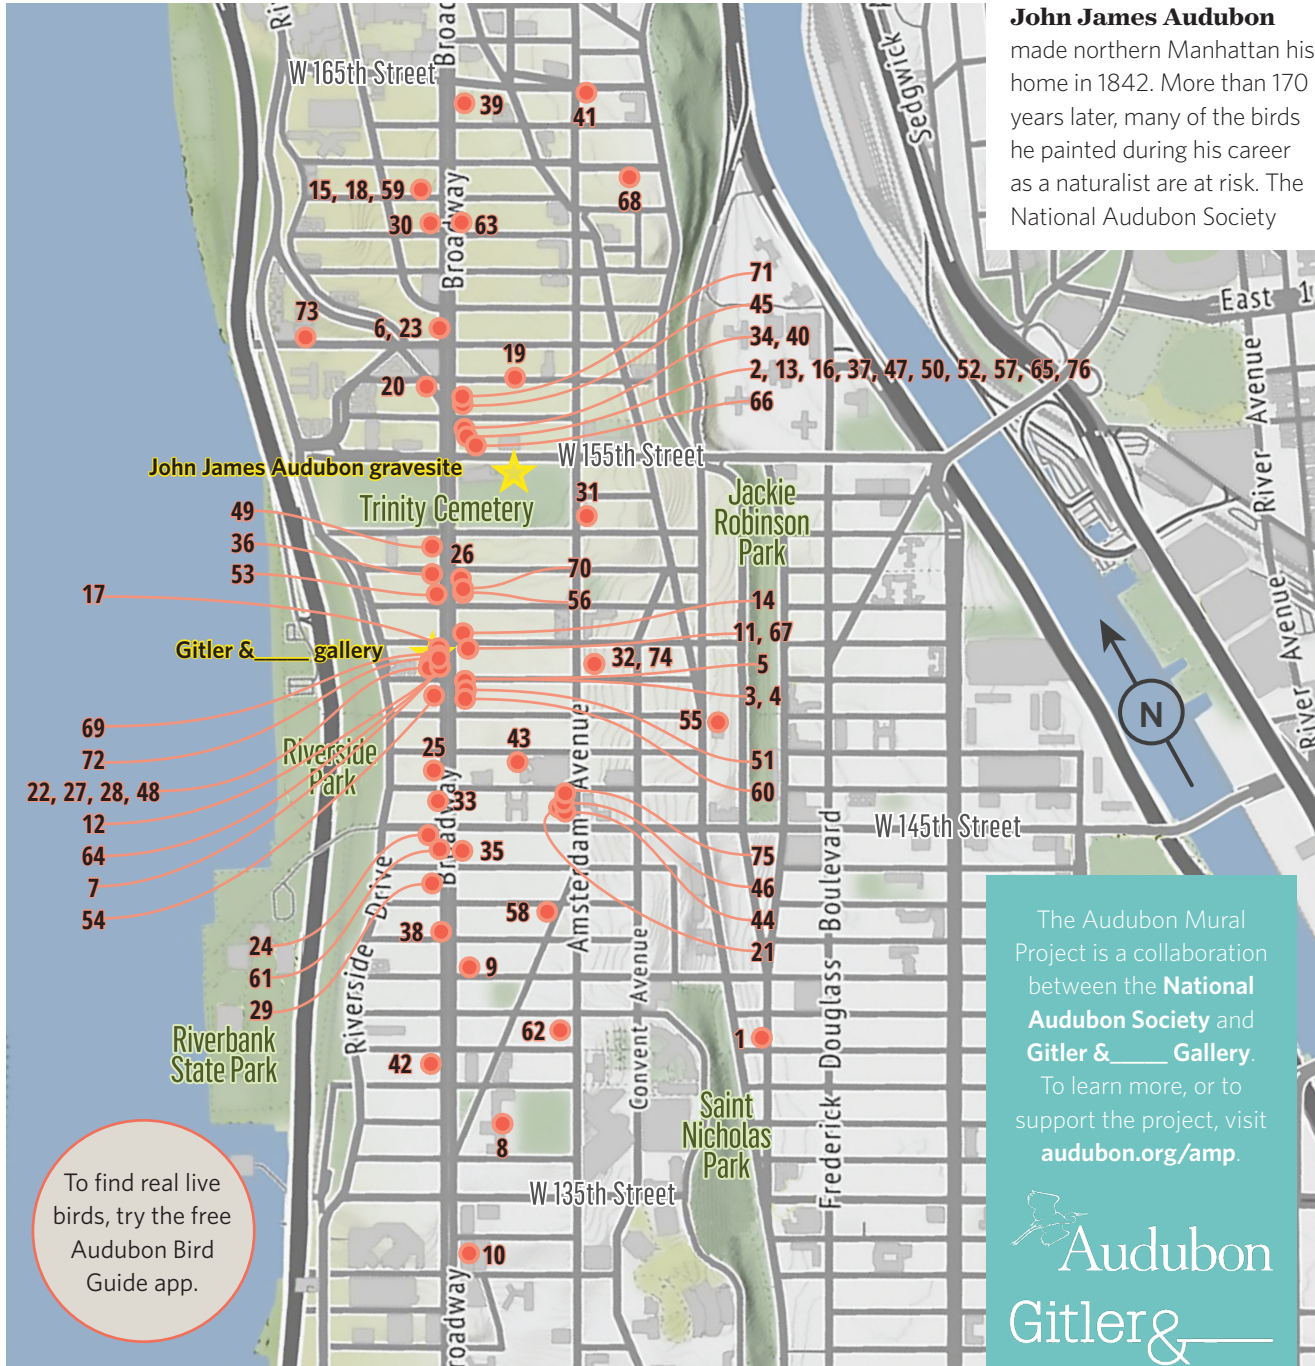 John James Audubon
made northern Manhattan his
home in 1842. More than 170
years later, many of the birds
he painted during his career
as a naturalist are at risk. The
National Audubon Society
Broad
W 165th Street
Sedgwick
39
41
15, 18, 59
68
30
63
Broadway
71
45
73
6, 23
34, 40
East 1
19
2, 13, 16, 37, 47, 50, 52, 57, 65, 76
20
66
River Avenue
W 155th Street
John James Audubon gravesite
Trinity Cemetery
31
Jackie
Robinson
Park
49
36
26
53
70
17
56
14
11, 67
Gitler &____ gallery
32, 74
5
3, 4
N
River Avenue
69
55
72
Riverside
Park
25
43
51
22, 27, 28, 48
60
33
12
W 145th Street
Broadway
Amsterdam Avenue
64
35
75
7
46
54
58
44
38
24
21
9
61
29
Riverside Drive
Convent Avenue
Frederick Douglass Boulevard
Riverbank
State Park
62
1
42
Saint
Nicholas
Park
8
W 135th Street
10
Broadway
To find real live
birds, try the free
Audubon Bird
Guide app.
The Audubon Mural
Project is a collaboration
between the National
Audubon Society and
Gitler &____ Gallery.
To learn more, or to
support the project, visit
audubon.org/amp.
Audubon
Gitler&____